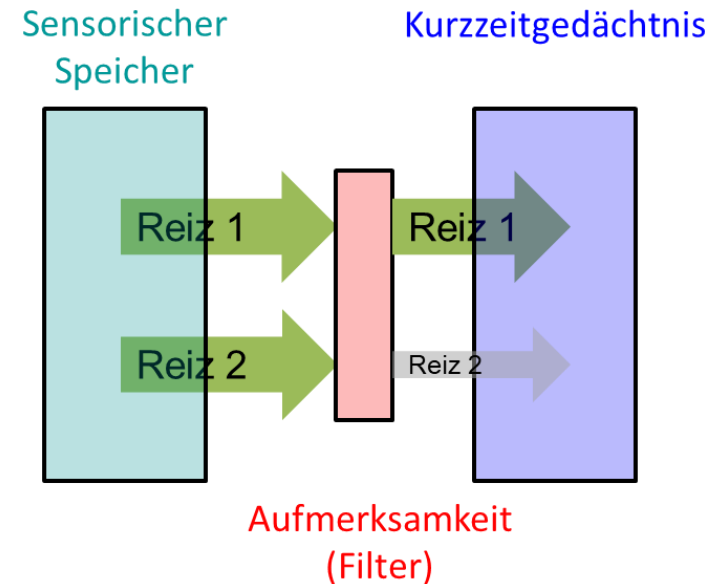 Sensorischer
Speicher
Kurzzeitgedächtnis
Reiz 1
Reiz 1
Reiz 2
Reiz 2
Aufmerksamkeit
(Filter)